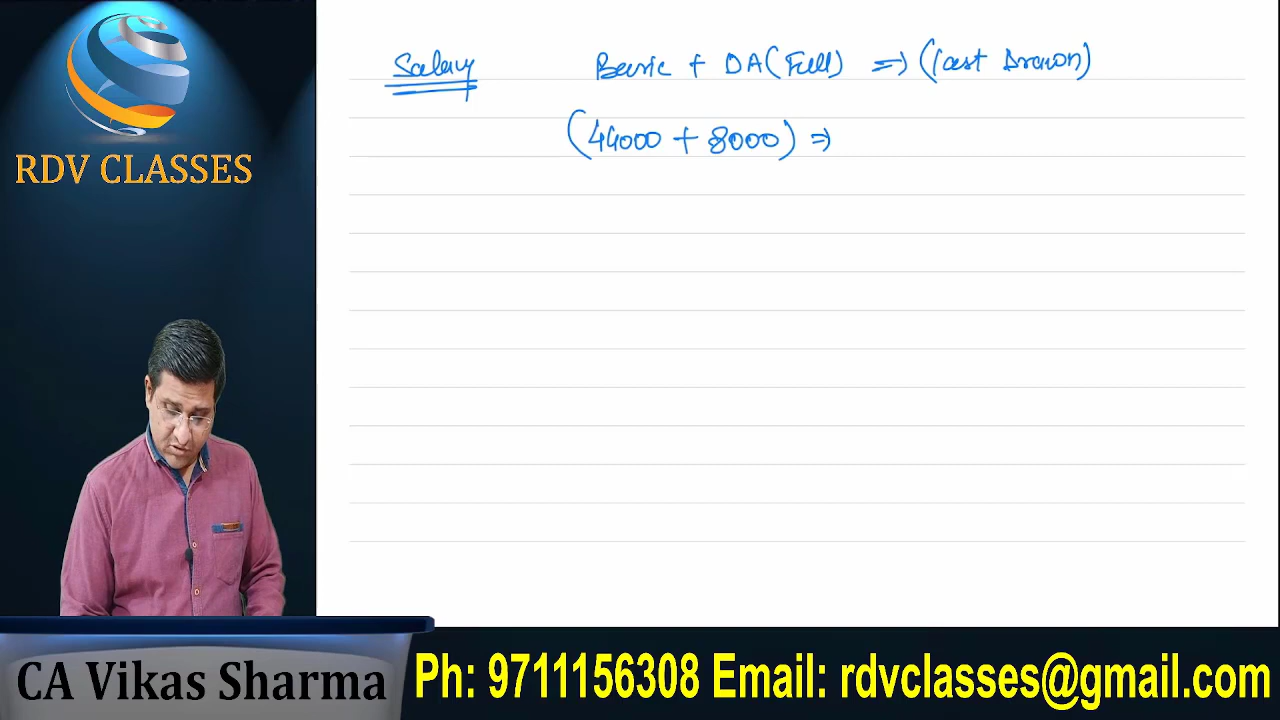 Salary Basic + DA (Full) => (Last Drawn)
(44000 + 8000) =>
RDV CLASSES
CA Vikas Sharma
Ph: 9711156308 Email: rdvclasses@gmail.com